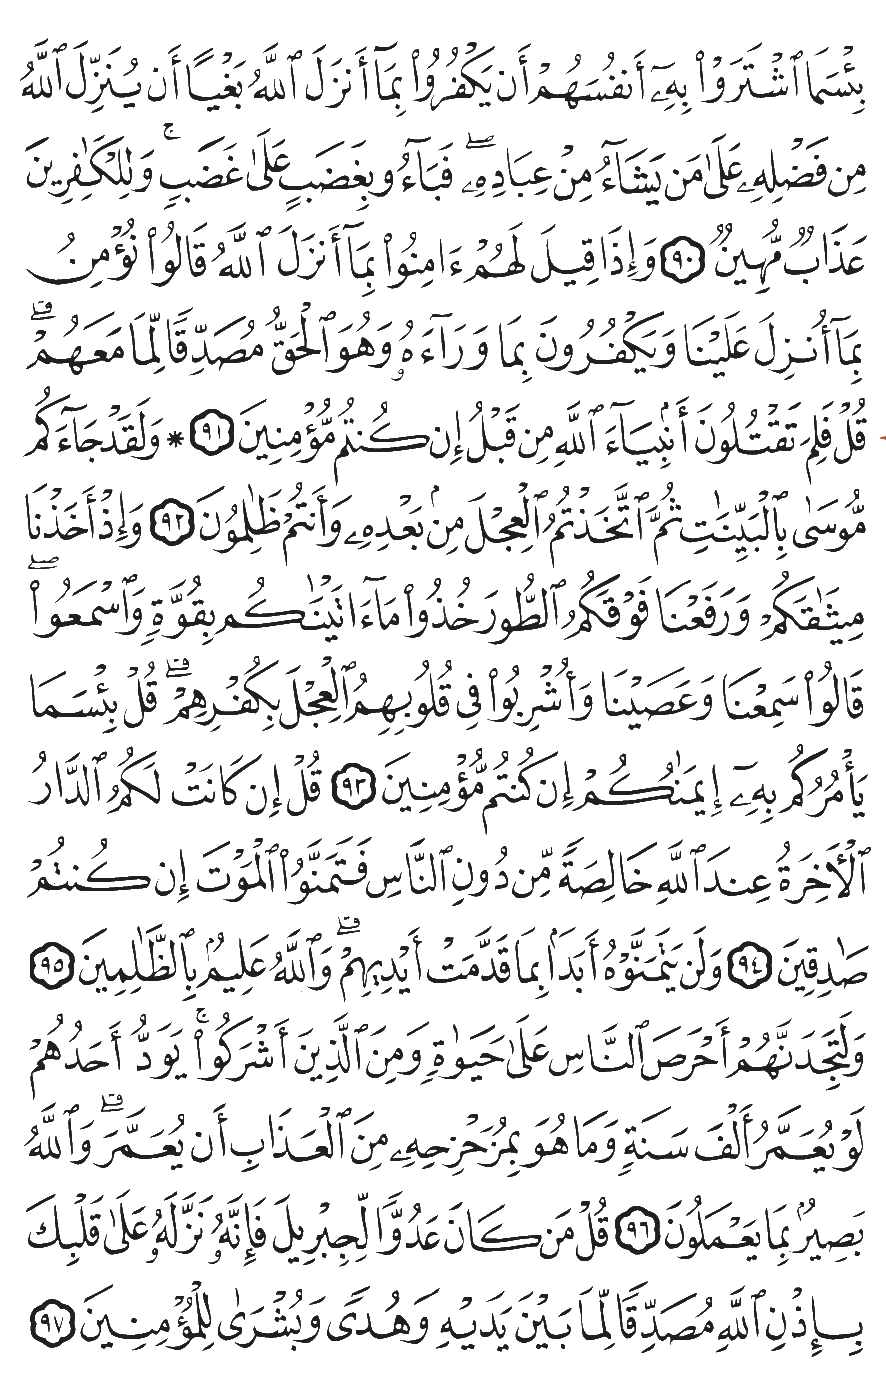 بِئۡسَمَا ٱشۡتَرَوۡاْ بِهِۦٓ أَنفُسَهُمۡ أَن يَكۡفُرُواْ بِمَآ أَنزَلَ ٱللَّهُ بَغۡيًا أَن يُنَزِّلَ ٱللَّهُ
مِن فَضۡلِهِۦ عَلَىٰ مَن يَشَآءُ مِنۡ عِبَادِهِۦۖ فَبَآءُو بِغَضَبٍ عَلَىٰ غَضَبٖۚ وَلِلۡكَٰفِرِينَ
عَذَابٞ مُّهِينٞ ٩٠ وَإِذَا قِيلَ لَهُمۡ ءَامِنُواْ بِمَآ أَنزَلَ ٱللَّهُ قَالُواْ نُؤۡمِنُ
بِمَآ أُنزِلَ عَلَيۡنَا وَيَكۡفُرُونَ بِمَا وَرَآءَهُۥ وَهُوَ ٱلۡحَقُّ مُصَدِّقٗا لِّمَا مَعَهُمۡۗ
قُلۡ فَلِمَ تَقۡتُلُونَ أَنۢبِيَآءَ ٱللَّهِ مِن قَبۡلُ إِن كُنتُم مُّؤۡمِنِينَ ٩١ * وَلَقَدۡ جَآءَكُم
مُّوسَىٰ بِٱلۡبَيِّنَٰتِ ثُمَّ ٱتَّخَذۡتُمُ ٱلۡعِجۡلَ مِنۢ بَعۡدِهِۦ وَأَنتُمۡ ظَٰلِمُونَ ٩٢ وَإِذۡ أَخَذۡنَا
مِيثَٰقَكُمۡ وَرَفَعۡنَا فَوۡقَكُمُ ٱلطُّورَ خُذُواْ مَآ ءَاتَيۡنَٰكُم بِقُوَّةٖ وَٱسۡمَعُواْۖ
قَالُواْ سَمِعۡنَا وَعَصَيۡنَا وَأُشۡرِبُواْ فِي قُلُوبِهِمُ ٱلۡعِجۡلَ بِكُفۡرِهِمۡۚ قُلۡ بِئۡسَمَا
يَأۡمُرُكُم بِهِۦٓ إِيمَٰنُكُمۡ إِن كُنتُم مُّؤۡمِنِينَ ٩٣ قُلۡ إِن كَانَتۡ لَكُمُ ٱلدَّارُ
ٱلۡأٓخِرَةُ عِندَ ٱللَّهِ خَالِصَةٗ مِّن دُونِ ٱلنَّاسِ فَتَمَنَّوُاْ ٱلۡمَوۡتَ إِن كُنتُمۡ
صَٰدِقِينَ ٩٤ وَلَن يَتَمَنَّوۡهُ أَبَدَۢا بِمَا قَدَّمَتۡ أَيۡدِيهِمۡۚ وَٱللَّهُ عَلِيمُۢ بِٱلظَّٰلِمِينَ ٩٥
وَلَتَجِدَنَّهُمۡ أَحۡرَصَ ٱلنَّاسِ عَلَىٰ حَيَوٰةٖ وَمِنَ ٱلَّذِينَ أَشۡرَكُواْۚ يَوَدُّ أَحَدُهُمۡ
لَوۡ يُعَمَّرُ أَلۡفَ سَنَةٖ وَمَا هُوَ بِمُزَحۡزِحِهِۦ مِنَ ٱلۡعَذَابِ أَن يُعَمَّرَۗ وَٱللَّهُ
بَصِيرُۢ بِمَا يَعۡمَلُونَ ٩٦ قُلۡ مَن كَانَ عَدُوّٗا لِّجِبۡرِيلَ فَإِنَّهُۥ نَزَّلَهُۥ عَلَىٰ قَلۡبِكَ
بِإِذۡنِ ٱللَّهِ مُصَدِّقٗا لِّمَا بَيۡنَ يَدَيۡهِ وَهُدٗى وَبُشۡرَىٰ لِلۡمُؤۡمِنِينَ ٩٧